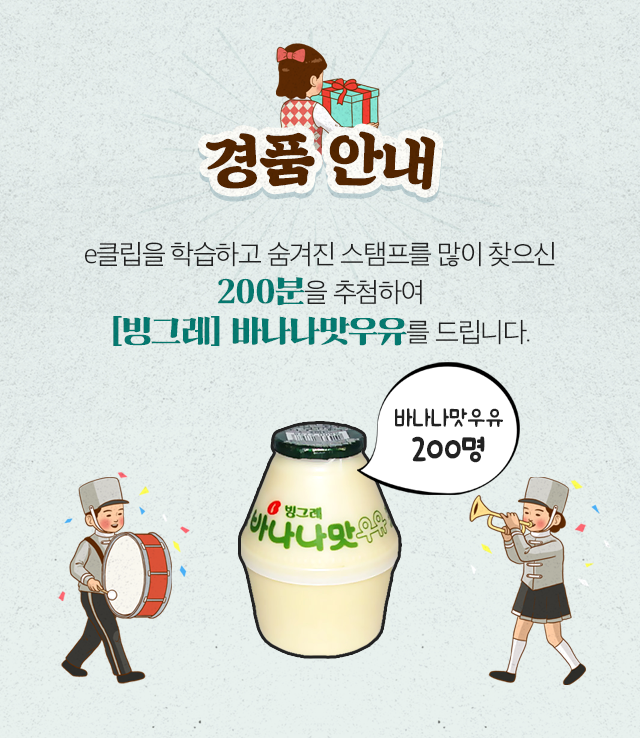 경품 안내
e클립을 학습하고 숨겨진 스탬프를 많이 찾으신
200분을 추첨하여
[빙그레] 바나나맛우유를 드립니다.
바나나맛우유
200명
빙그레
바나나맛우유